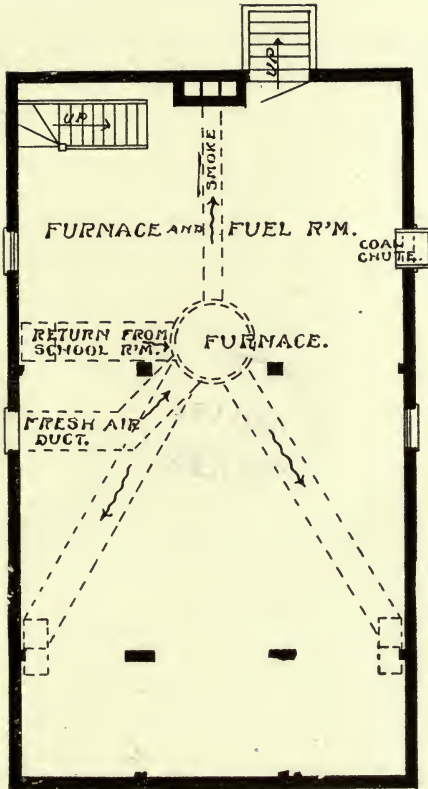 UP
UP
SMOKE
FURNACE AND FUEL R'M.
COAL
CHUTE.
RETURN FROM
SCHOOL R'M.
FURNACE.
FRESH AIR
DUCT.